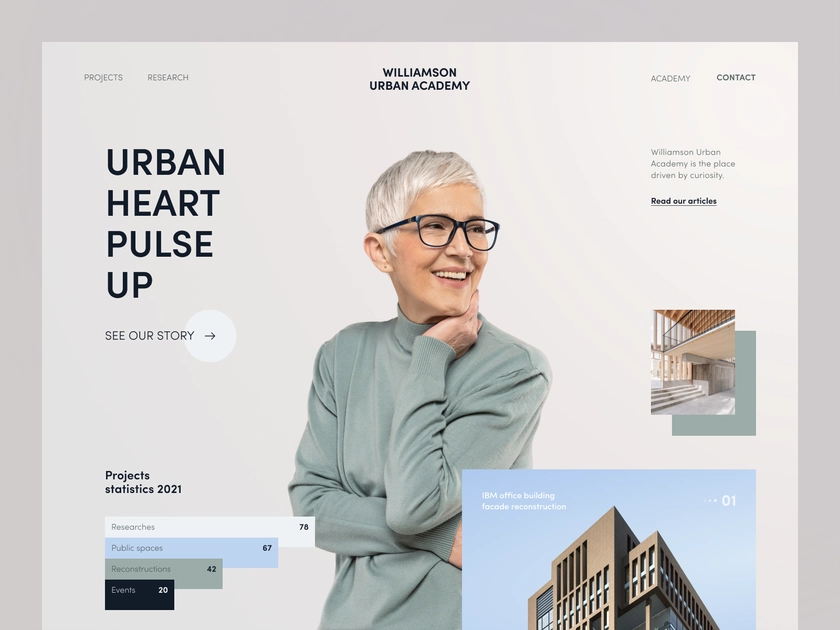 PROJECTS
RESEARCH
WILLIAMSON
URBAN ACADEMY
ACADEMY
CONTACT
URBAN
HEART
PULSE
UP
SEE OUR STORY →
Williamson Urban
Academy is the place
driven by curiosity.
Read our articles
Projects
statistics 2021
Researches 78
Public spaces 67
Reconstructions 42
Events 20
IBM office building
facade reconstruction
01